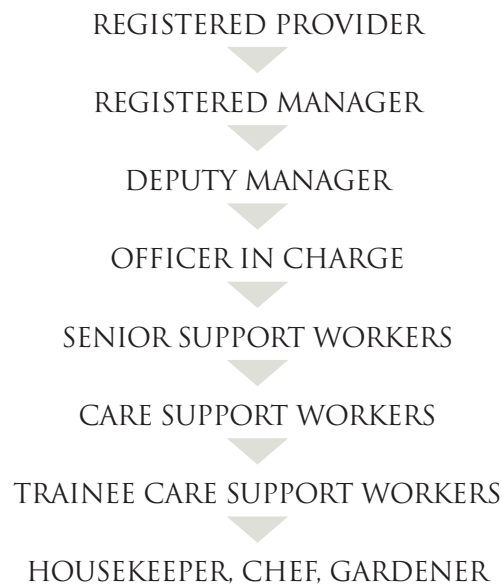 REGISTERED PROVIDER
REGISTERED MANAGER
DEPUTY MANAGER
OFFICER IN CHARGE
SENIOR SUPPORT WORKERS
CARE SUPPORT WORKERS
TRAINEE CARE SUPPORT WORKERS
HOUSEKEEPER, CHEF, GARDENER